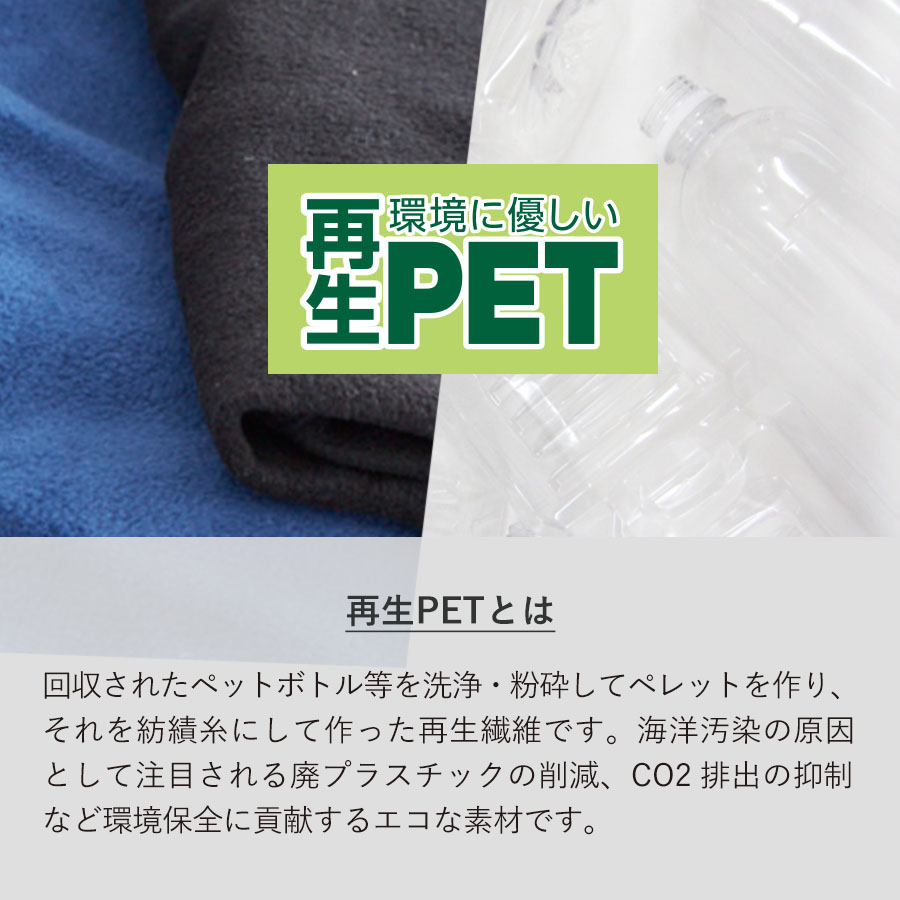 環境に優しい
再生PET
再生PETとは
回収されたペットボトル等を洗浄・粉砕してペレットを作り、
それを紡績糸にして作った再生繊維です。海洋汚染の原因
として注目される廃プラスチックの削減、CO2 排出の抑制
など環境保全に貢献するエコな素材です。